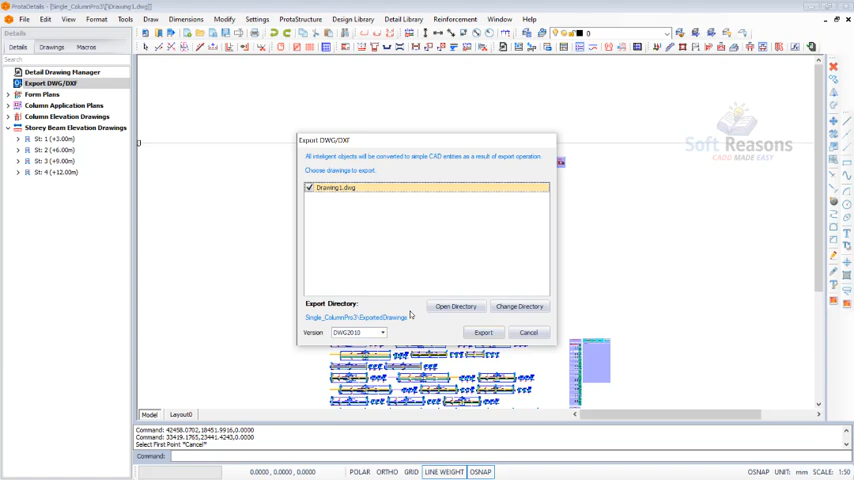 ProtaDetails - [Single_ColumnPro3\[\Drawing1.dwg]
File Edit View Format Tools Draw Dimensions Modify Settings ProtaStructure Design Library Detail Library Reinforcement Window Help
Details
0
Details Drawings Macros
Search
Detail Drawing Manager
Export DWG/DXF
Form Plans
Column Application Plans
Column Elevation Drawings
Storey Beam Elevation Drawings
St: 1 (+3.00m)
St: 2 (+6.00m)
St: 3 (+9.00m)
St: 4 (+12.00m)
Soft Reasons
CADD MADE EASY
Export DWG/DXF
All inteligent objects will be converted to simple CAD enteries as a result of export operation.
Choose drawings to export.
Drawing1.dwg
Export Directory:
Open Directory Change Directory
Single_ColumnPro3\ExportedDrawings
Version DWG2010 Export Cancel
Model Layout0
Command: 42458.0702,18451.9916,0.0000
Command: 33419.1765,23441.4243,0.0000
Select First Point *Cancel*
Command:
0.0000 , 0.0000 , 0.0000 POLAR ORTHO GRID LINE WEIGHT OSNAP OSNAP Unit: mm Scale: 1:50